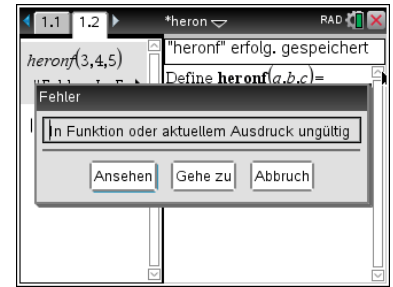 1.1 1.2 *heron RAD
heronf(3,4,5)
"heronf" erfolg. gespeichert
Define heronf(a,b,c)=
Fehler
In Funktion oder aktuellem Ausdruck ungültig
Ansehen Gehe zu Abbruch